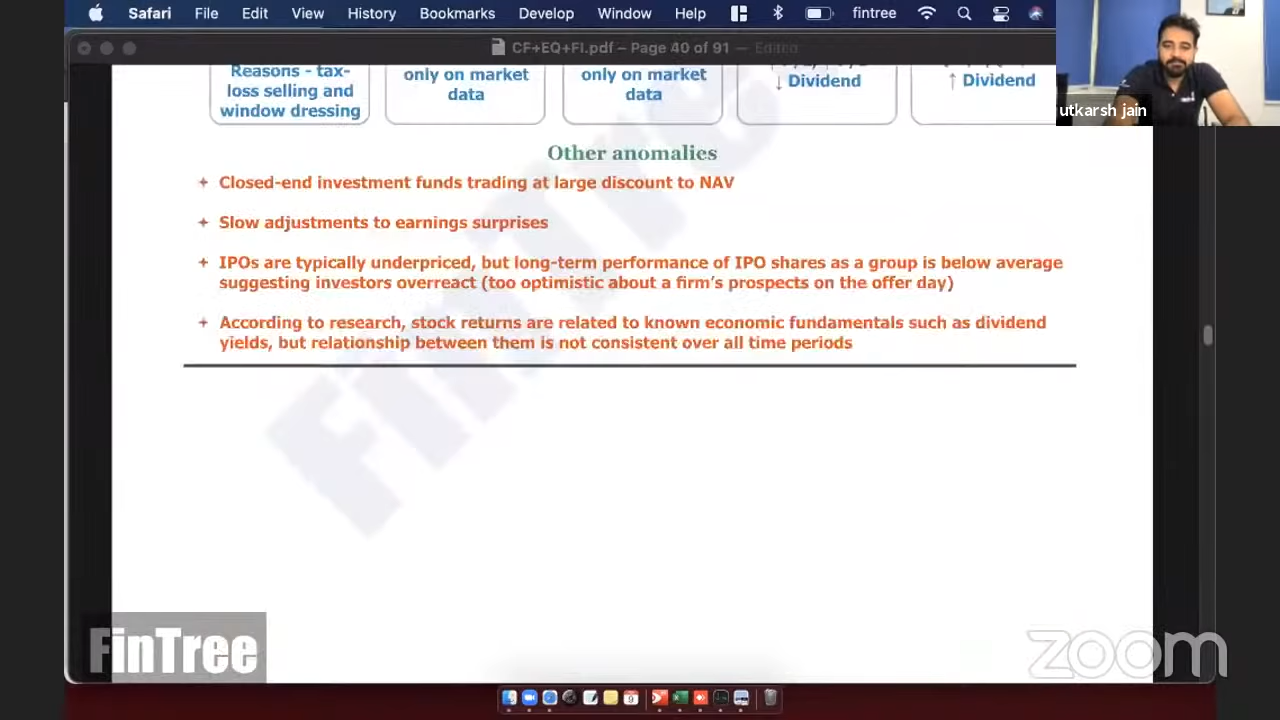 Safari File Edit View History Bookmarks Develop Window Help fintree
CF+EQ+FI.pdf – Page 40 of 91 — Edited
utkarsh jain
Reasons - tax-
loss selling and
window dressing
only on market
data
only on market
data
↓ Dividend
↑ Dividend
Other anomalies
Closed-end investment funds trading at large discount to NAV
Slow adjustments to earnings surprises
IPOs are typically underpriced, but long-term performance of IPO shares as a group is below average
suggesting investors overreact (too optimistic about a firm's prospects on the offer day)
According to research, stock returns are related to known economic fundamentals such as dividend
yields, but relationship between them is not consistent over all time periods
FinTree
FinTree
zoom
9